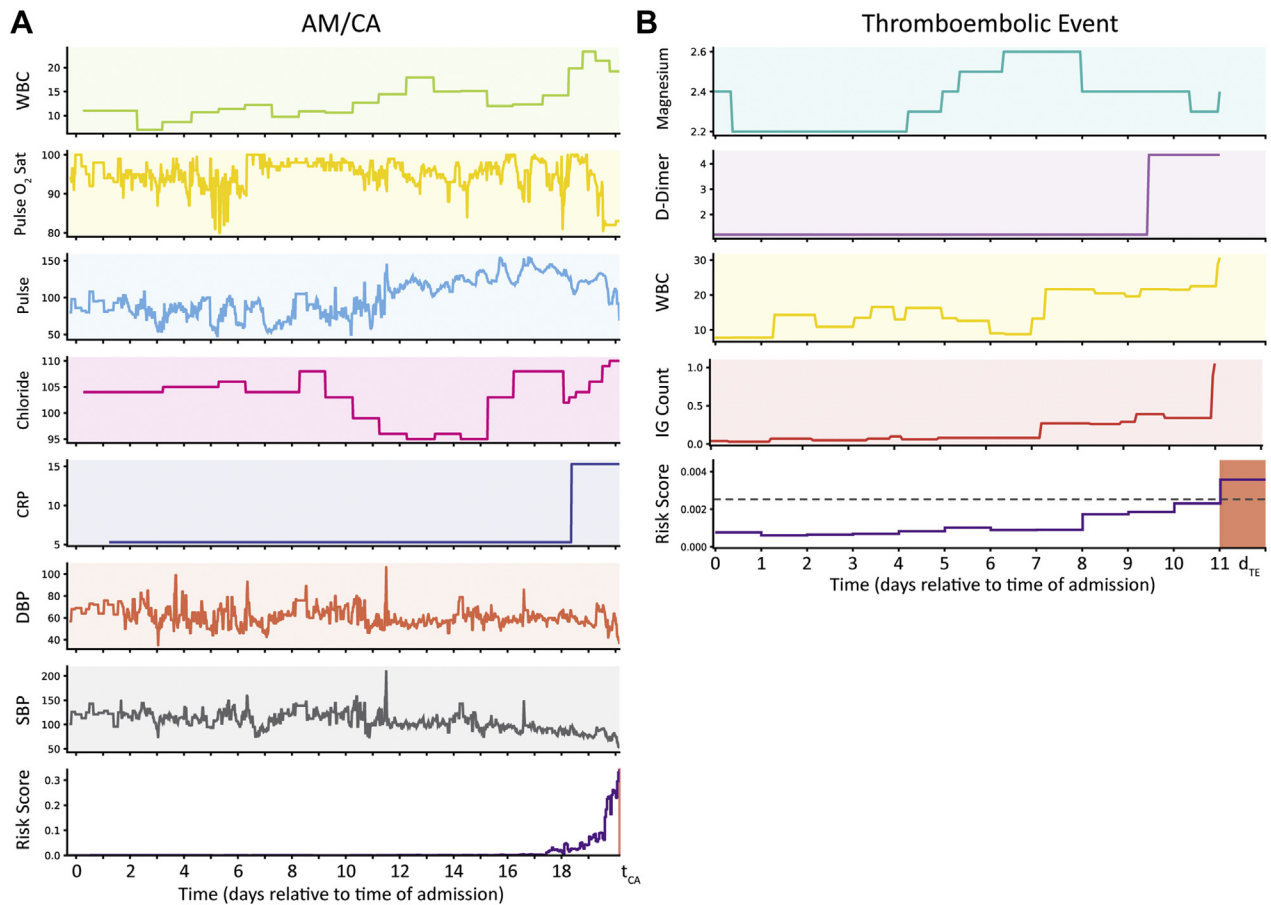 A
AM/CA
WBC
20
10
Pulse O2 Sat
100
90
80
Pulse
150
100
50
Chloride
110
105
100
95
CRP
15
10
5
DBP
100
80
60
40
SBP
200
150
100
50
Risk Score
0.3
0.2
0.1
0.0
0 2 4 6 8 10 12 14 16 18 tCA
Time (days relative to time of admission)
B
Thromboembolic Event
Magnesium
2.6
2.4
2.2
D-Dimer
4
3
2
WBC
30
20
10
IG Count
1.0
0.5
0.0
Risk Score
0.004
0.002
0.000
0 1 2 3 4 5 6 7 8 9 10 11 dTE
Time (days relative to time of admission)